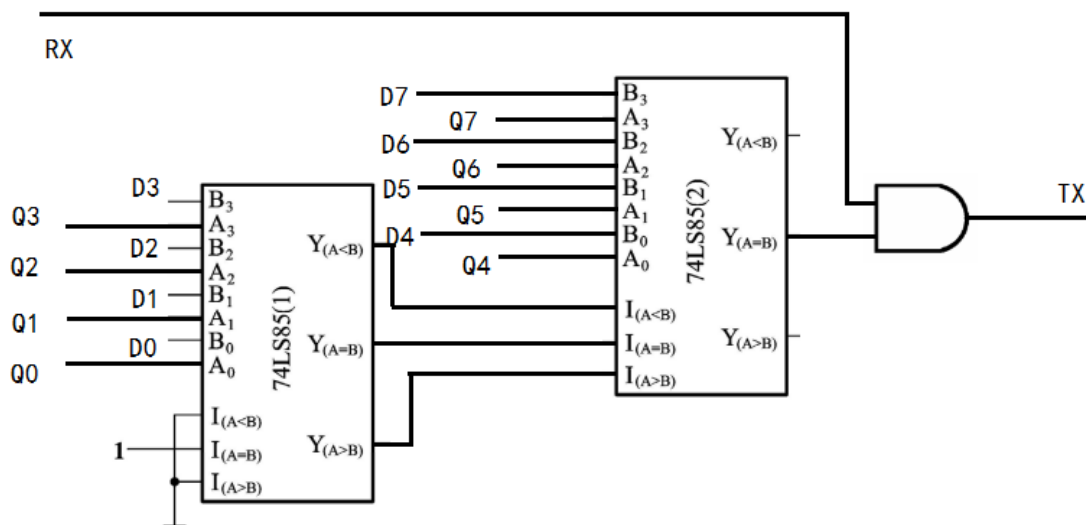 RX
D7
Q7
D6
Q6
D5
Q5
D4
Q4
B3
A3
B2
A2
B1
A1
B0
A0
I(A<B)
I(A=B)
I(A>B)
74LS85(2)
Y(A<B)
Y(A=B)
Y(A>B)
TX
D3
Q3
D2
Q2
D1
Q1
D0
Q0
1
B3
A3
B2
A2
B1
A1
B0
A0
I(A<B)
I(A=B)
I(A>B)
74LS85(1)
Y(A<B)
Y(A=B)
Y(A>B)